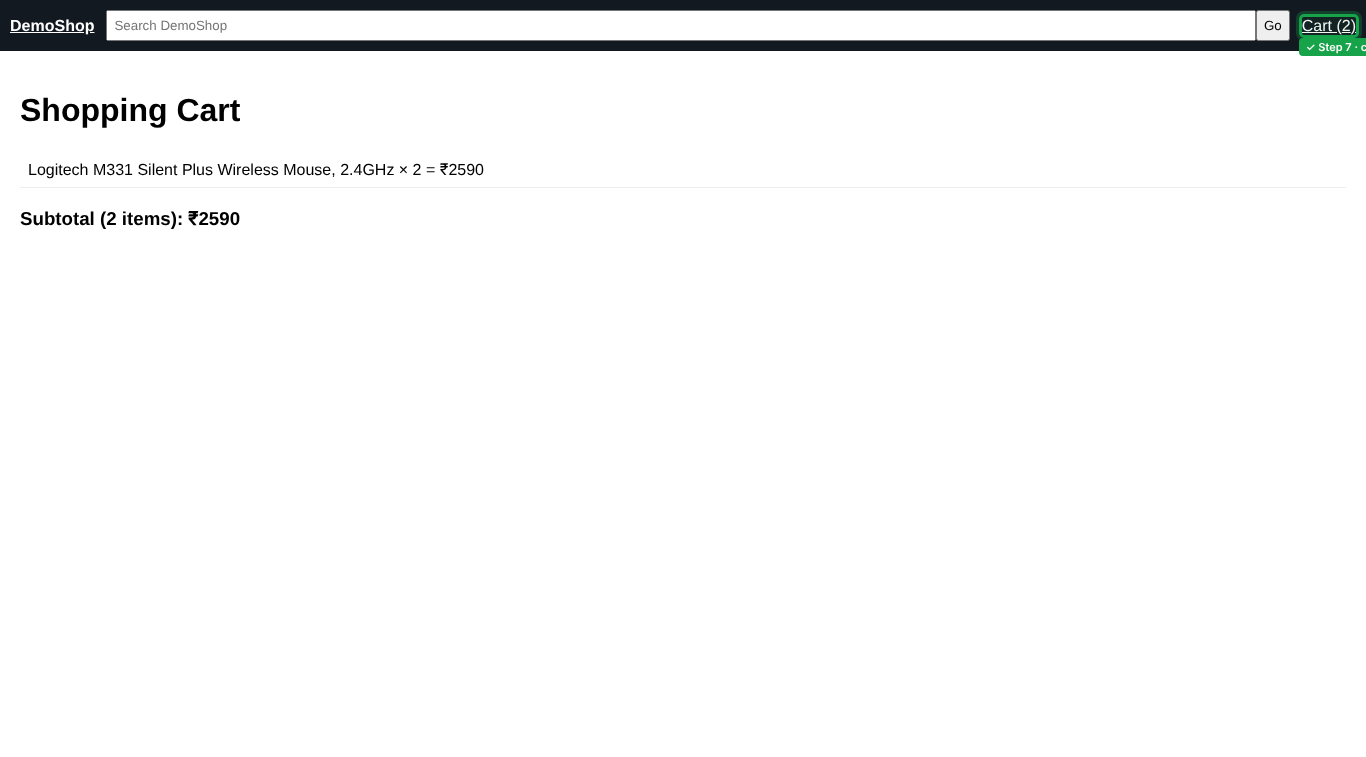 DemoShop
Search DemoShop
Go
Cart (2)
✓ Step 7 ·
Shopping Cart
Logitech M331 Silent Plus Wireless Mouse, 2.4GHz × 2 = ₹2590
Subtotal (2 items): ₹2590